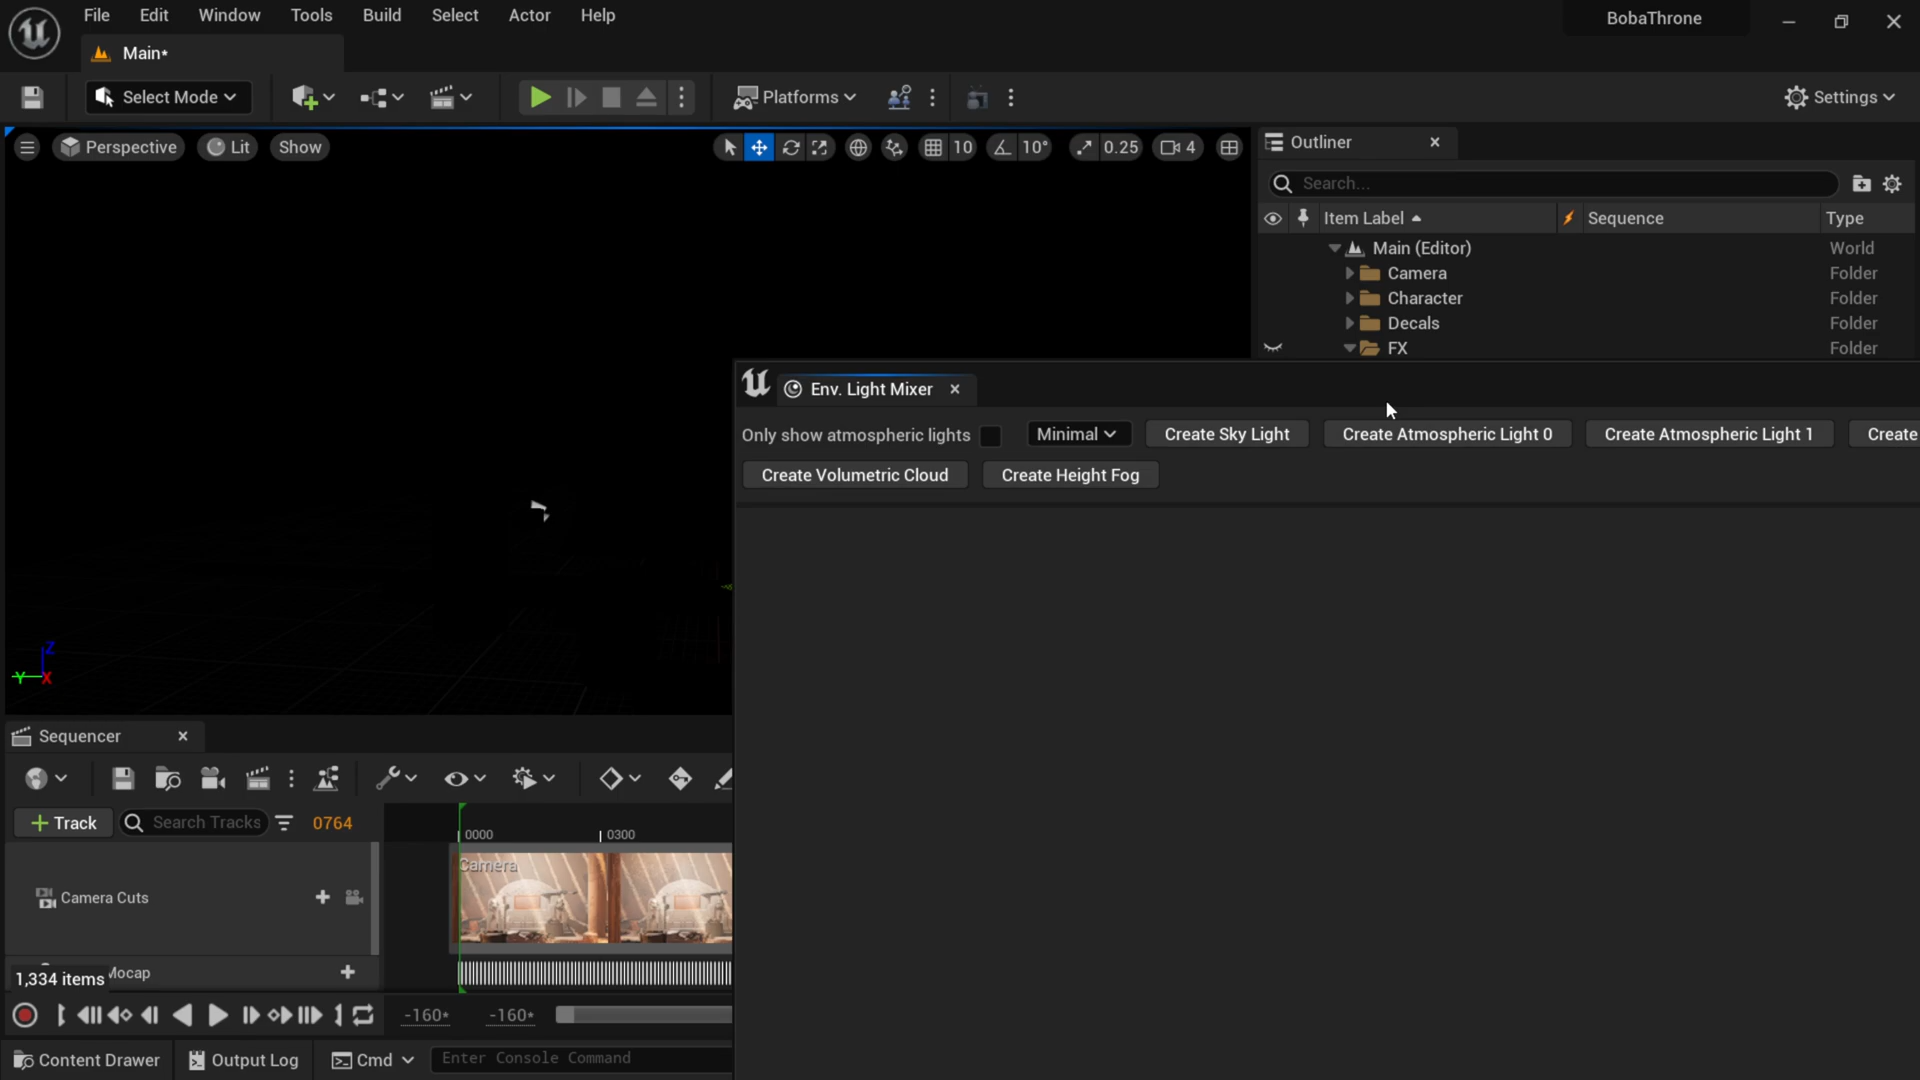 File Edit Window Tools Build Select Actor Help
BobaThrone
Main*
Select Mode
Platforms
Settings
Perspective Lit Show
10 10° 0.25 4
Outliner
Search...
Item Label Sequence Type
Main (Editor) World
Camera Folder
Character Folder
Decals Folder
FX Folder
Env. Light Mixer
Only show atmospheric lights Minimal Create Sky Light Create Atmospheric Light 0 Create Atmospheric Light 1 Create
Create Volumetric Cloud Create Height Fog
Z
Y X
Sequencer
+ Track Search Tracks 0764
0000 0300
Camera
Camera Cuts
1,334 items Mocap
-160* -160*
Content Drawer Output Log Cmd Enter Console Command